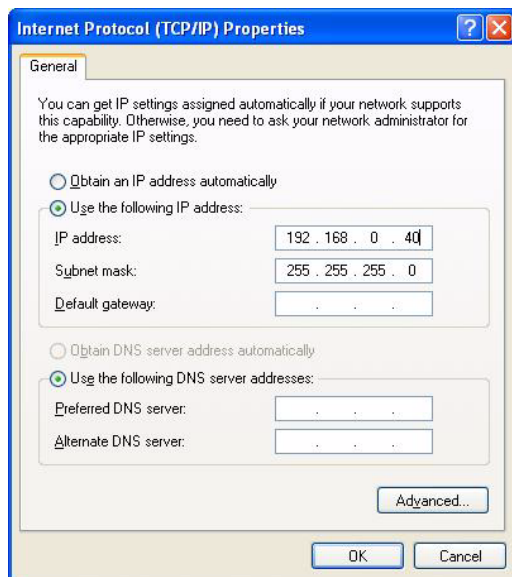 Internet Protocol (TCP/IP) Properties
General
You can get IP settings assigned automatically if your network supports
this capability. Otherwise, you need to ask your network administrator for
the appropriate IP settings.
Obtain an IP address automatically
Use the following IP address:
IP address: 192 . 168 . 0 . 40
Subnet mask: 255 . 255 . 255 . 0
Default gateway: . . .
Obtain DNS server address automatically
Use the following DNS server addresses:
Preferred DNS server: . . .
Alternate DNS server: . . .
Advanced...
OK Cancel